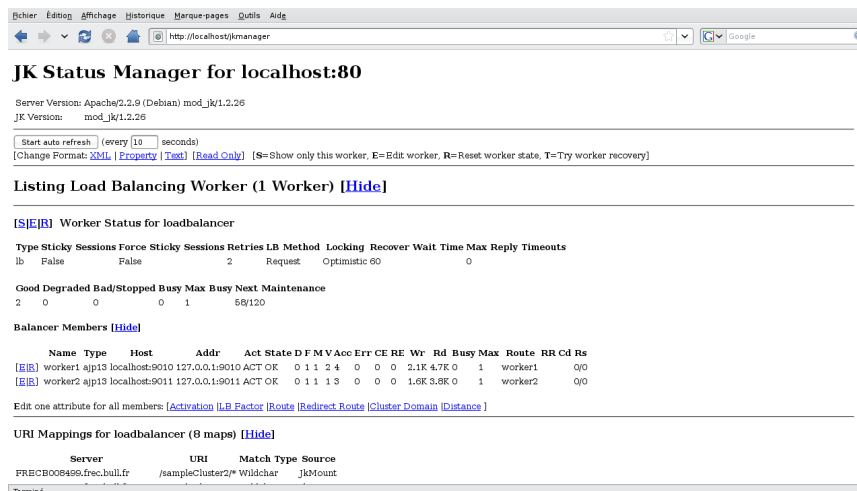 Fichier Édition Affichage Historique Marque-pages Outils Aide
http://localhost/jkmanager
Google
JK Status Manager for localhost:80
Server Version: Apache/2.2.9 (Debian) mod_jk/1.2.26
JK Version: mod_jk/1.2.26
Start auto refresh (every 10 seconds)
[Change Format: XML | Property | Text] [Read Only] [S=Show only this worker, E=Edit worker, R=Reset worker state, T=Try worker recovery]
Listing Load Balancing Worker (1 Worker) [Hide]
[S|E|R] Worker Status for loadbalancer
Type Sticky Sessions Force Sticky Sessions Retries LB Method Locking Recover Wait Time Max Reply Timeouts
lb False False 2 Request Optimistic 60 0
Good Degraded Bad/Stopped Busy Max Busy Next Maintenance
2 0 0 0 1 58/120
Balancer Members [Hide]
Name Type Host Addr Act State D F M V Acc Err CE RE Wr Rd Busy Max Route RR Cd Rs
[E|R] worker1 ajp13 localhost:9010 127.0.0.1:9010 ACT OK 0 1 1 2 4 0 0 0 2.1K 4.7K 0 1 worker1 0/0
[E|R] worker2 ajp13 localhost:9011 127.0.0.1:9011 ACT OK 0 1 1 1 3 0 0 0 1.6K 3.8K 0 1 worker2 0/0
Edit one attribute for all members: [Activation |LB Factor |Route |Redirect Route |Cluster Domain |Distance ]
URI Mappings for loadbalancer (8 maps) [Hide]
Server URI Match Type Source
FRECB008499.frec.bull.fr /sampleCluster2/* Wildchar JkMount